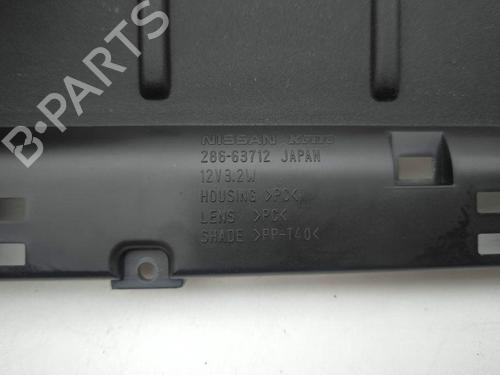 NISSAN
286-63712 JAPAN
12V3.2W
HOUSING >PC<
LENS >PC<
SHADE >PP-T40<
B-PARTS